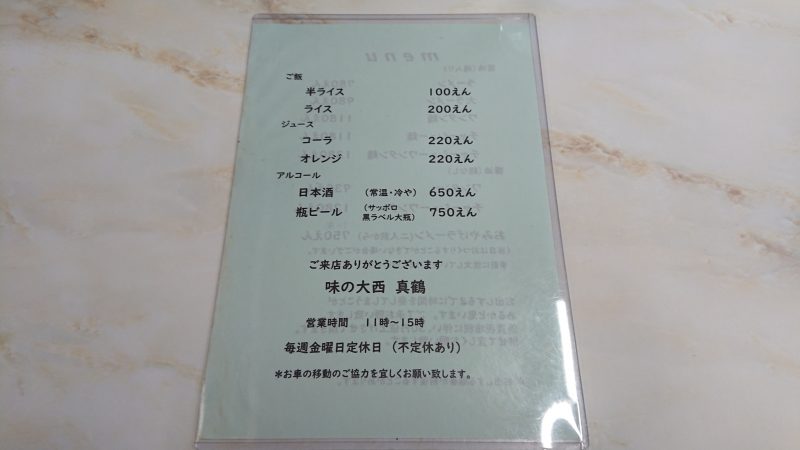 ご飯
半ライス 100えん
ライス 200えん
ジュース
コーラ 220えん
オレンジ 220えん
アルコール
日本酒 (常温・冷や) 650えん
瓶ビール (サッポロ黒ラベル大瓶) 750えん
ご来店ありがとうございます
味の大西 真鶴
営業時間 11時~15時
毎週金曜日定休日 (不定休あり)
*お車の移動のご協力を宜しくお願い致します。